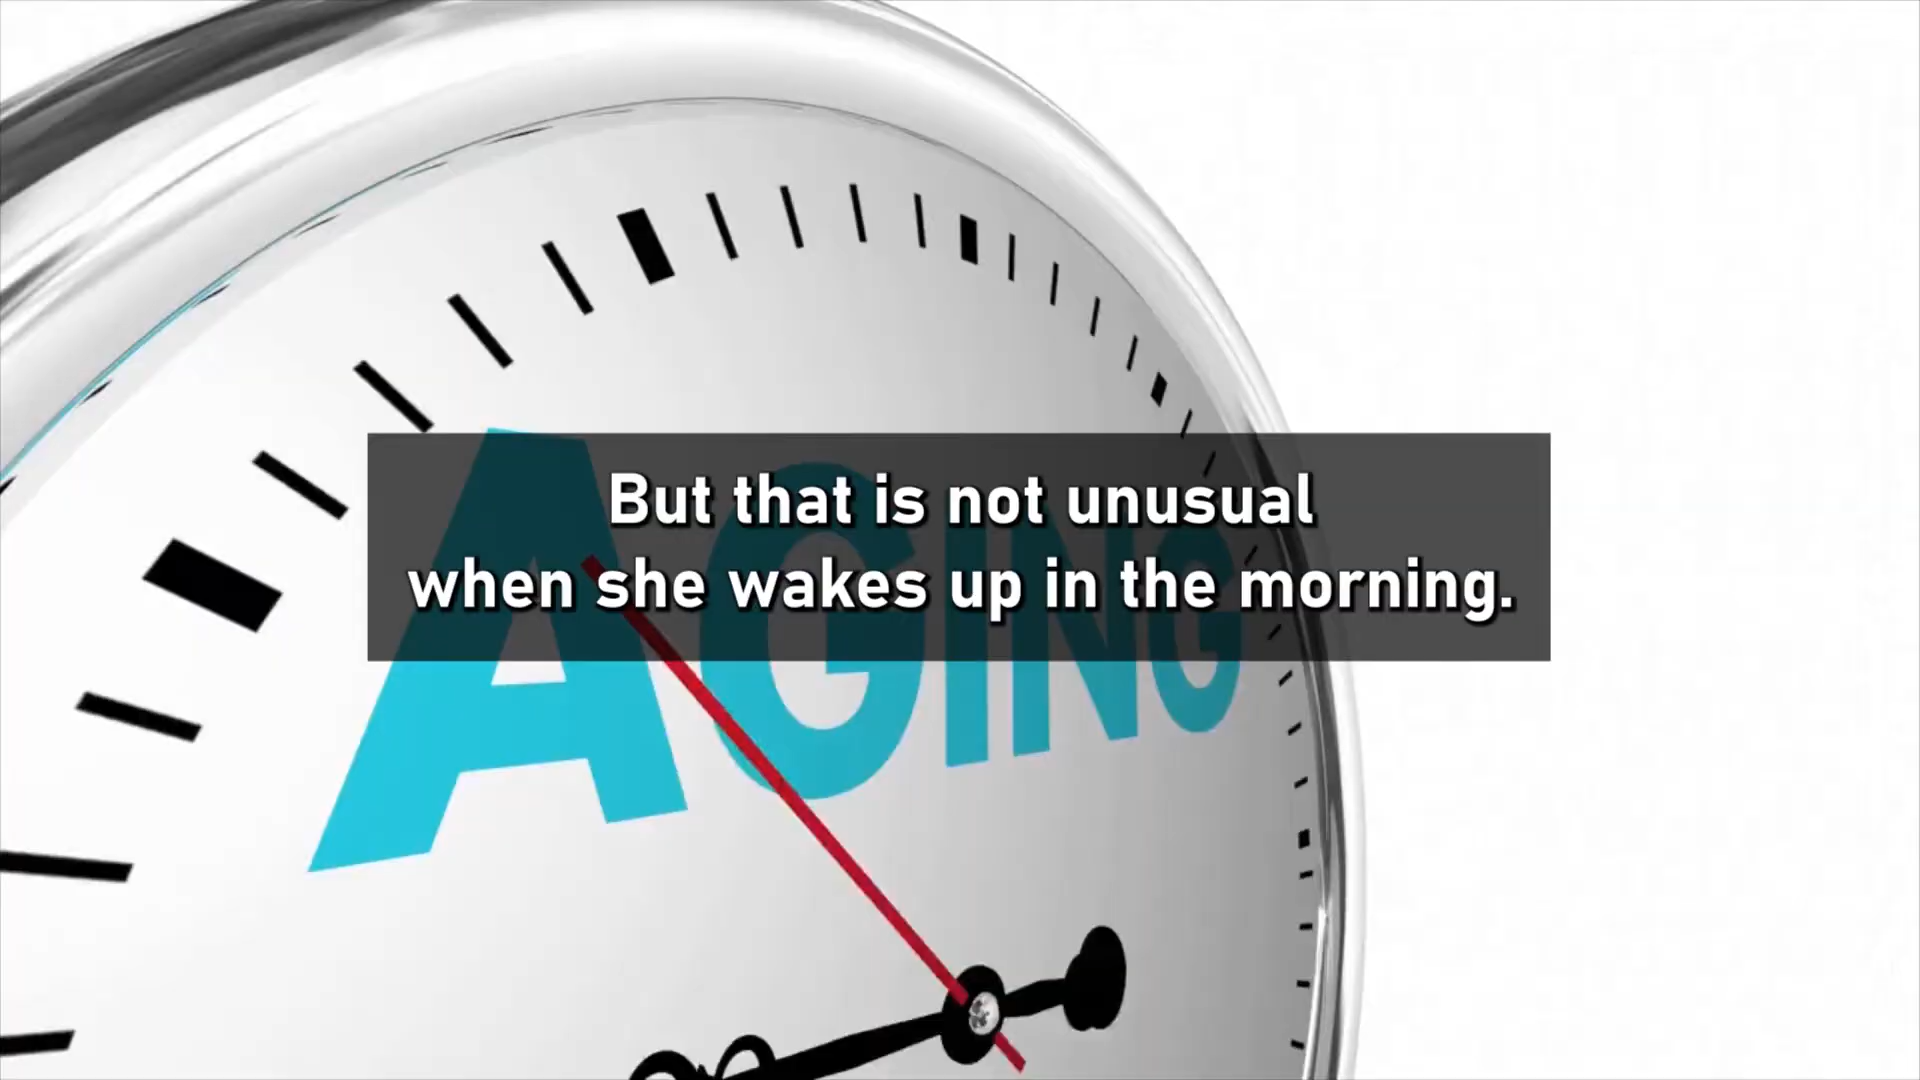 But that is not unusual
when she wakes up in the morning.
AGING